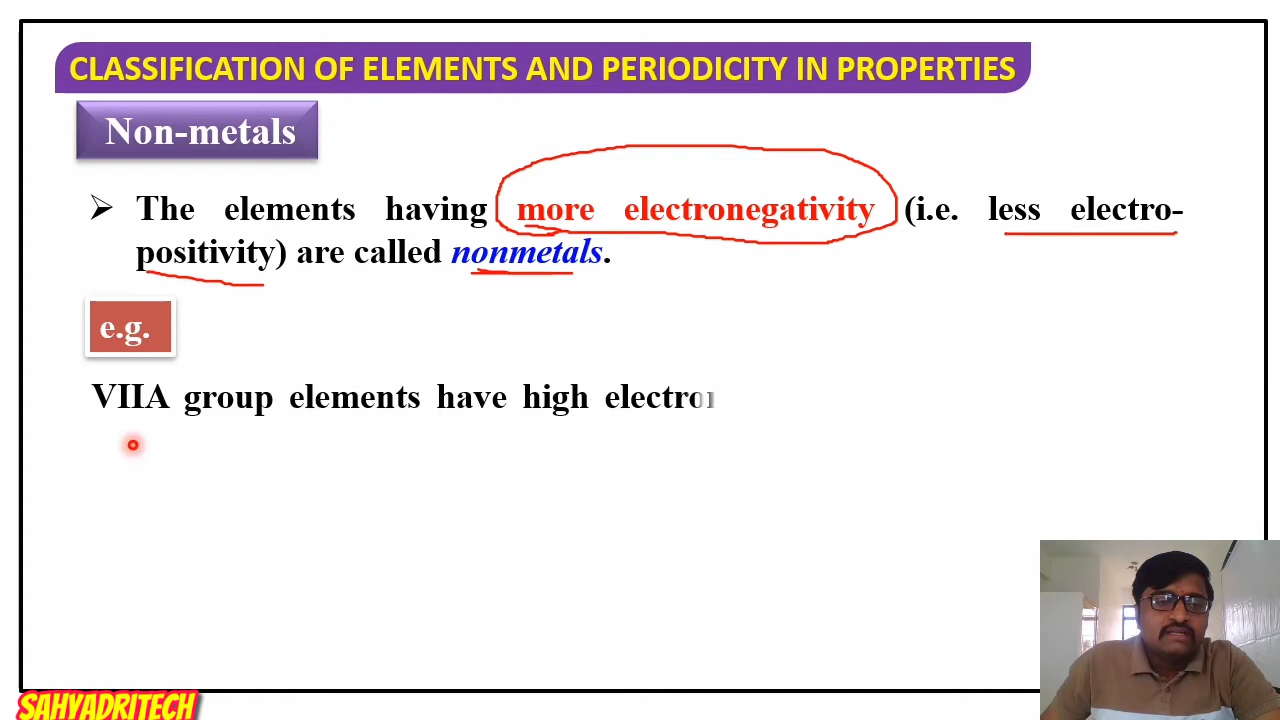 CLASSIFICATION OF ELEMENTS AND PERIODICITY IN PROPERTIES
Non-metals
➢ The elements having more electronegativity (i.e. less electro-
positivity) are called nonmetals.
e.g.
VIIA group elements have high electron
SAHYADRITECH